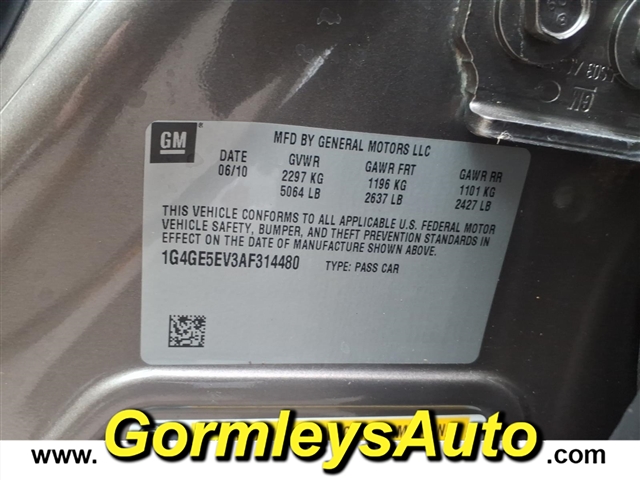 GM
MFD BY GENERAL MOTORS LLC
DATE GVWR GAWR FRT GAWR RR
06/10 2297 KG 1196 KG 1101 KG
5064 LB 2637 LB 2427 LB
THIS VEHICLE CONFORMS TO ALL APPLICABLE U.S. FEDERAL MOTOR
VEHICLE SAFETY, BUMPER, AND THEFT PREVENTION STANDARDS IN
EFFECT ON THE DATE OF MANUFACTURE SHOWN ABOVE.
1G4GE5EV3AF314480 TYPE: PASS CAR
GM
www. GormleysAuto .com